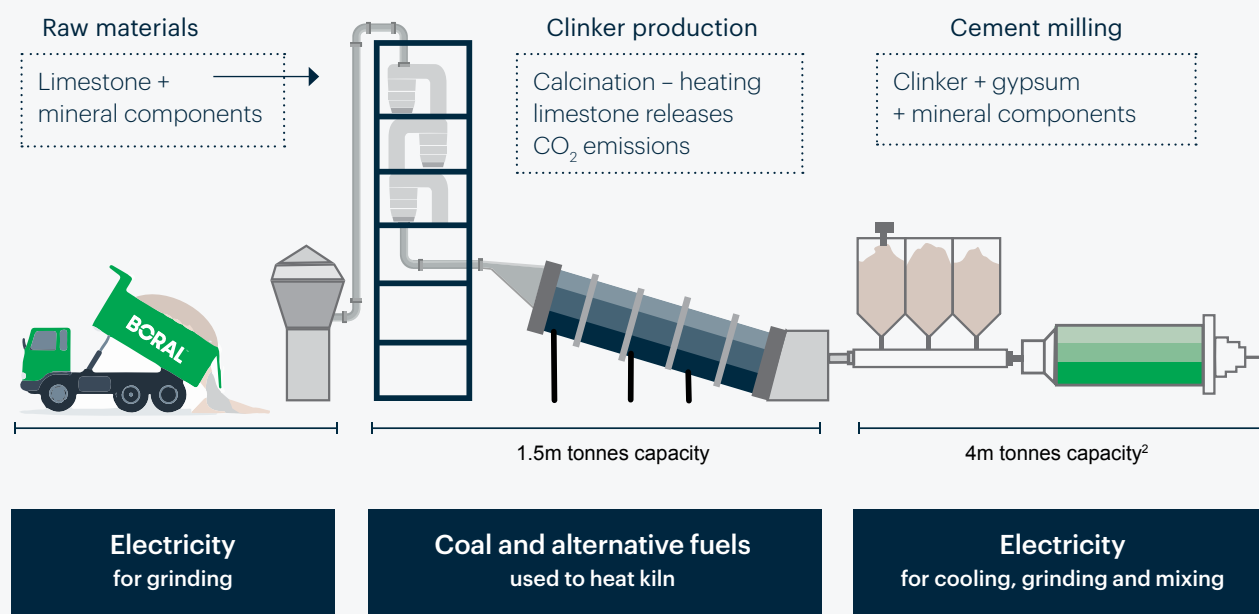 Raw materials
Limestone +
mineral components
Clinker production
Calcination – heating
limestone releases
CO₂ emissions
Cement milling
Clinker + gypsum
+ mineral components
BORAL
1.5m tonnes capacity
4m tonnes capacity²
Electricity
for grinding
Coal and alternative fuels
used to heat kiln
Electricity
for cooling, grinding and mixing